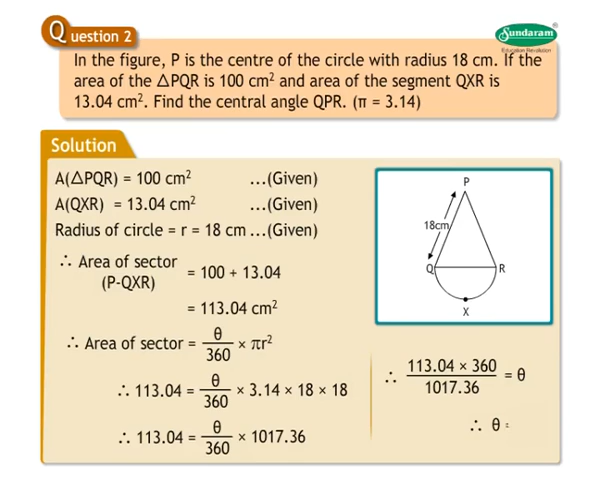 Question 2
Sundaram
Education Revolution
In the figure, P is the centre of the circle with radius 18 cm. If the
area of the △PQR is 100 cm² and area of the segment QXR is
13.04 cm². Find the central angle QPR. (π = 3.14)
Solution
A(△PQR) = 100 cm² ...(Given)
A(QXR) = 13.04 cm² ...(Given)
Radius of circle = r = 18 cm ...(Given)
∴ Area of sector (P-QXR) = 100 + 13.04
= 113.04 cm²
∴ Area of sector = θ/360 × πr²
∴ 113.04 = θ/360 × 3.14 × 18 × 18
∴ 113.04 = θ/360 × 1017.36
P
18cm
Q R
X
∴ 113.04 × 360 / 1017.36 = θ
∴ θ =